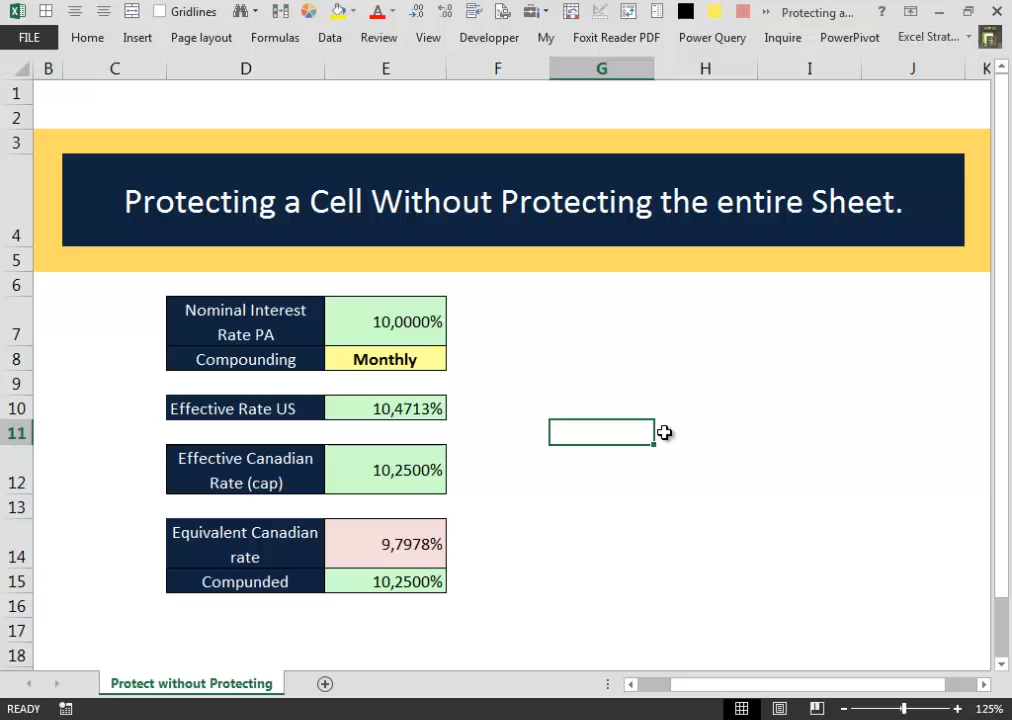 Gridlines
Protecting a...
?
FILE Home Insert Page layout Formulas Data Review View Developer My Foxit Reader PDF Power Query Inquire PowerPivot Excel Strat...
B C D E F G H I J K
1
2
3
4
Protecting a Cell Without Protecting the entire Sheet.
5
6
7
Nominal Interest
Rate PA
10,0000%
8 Compounding Monthly
9
10 Effective Rate US 10,4713%
11
12
Effective Canadian
Rate (cap)
10,2500%
13
14
Equivalent Canadian
rate
9,7978%
15 Compunded 10,2500%
16
17
18
Protect without Protecting
READY
125%